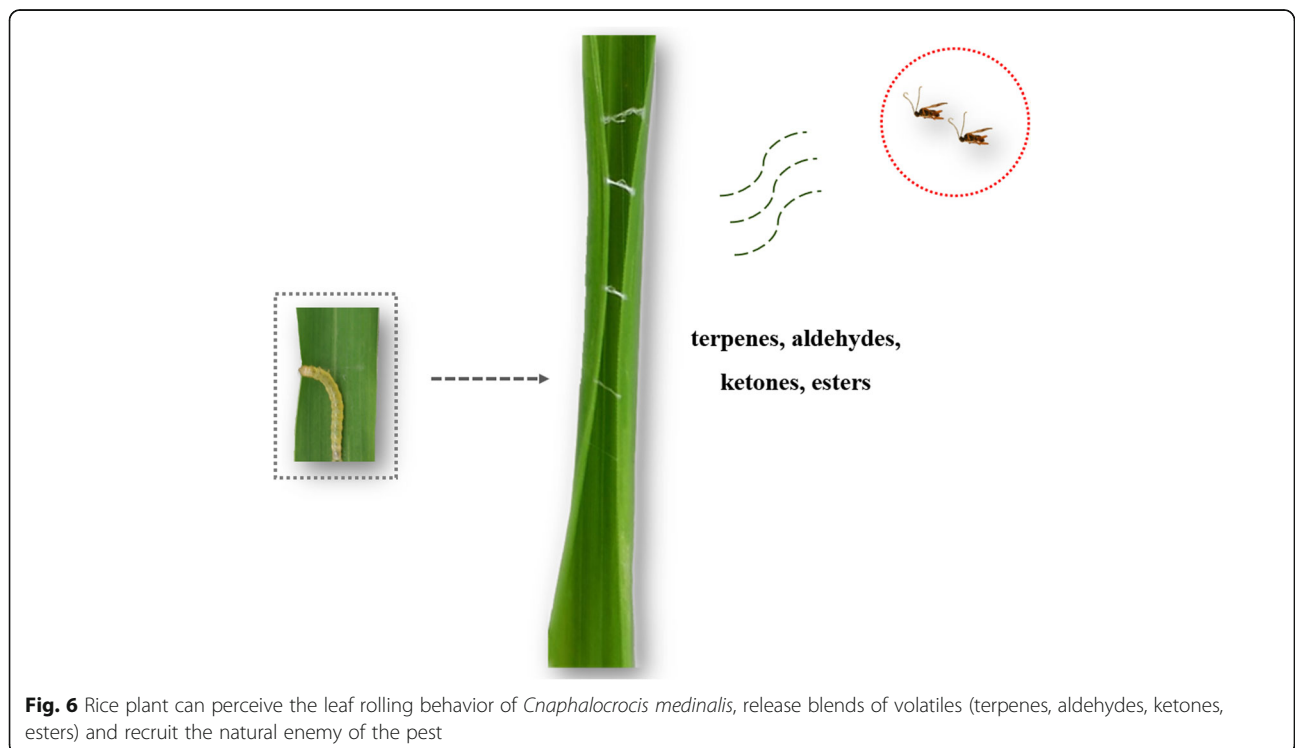 terpenes, aldehydes,
ketones, esters
Fig. 6 Rice plant can perceive the leaf rolling behavior of Cnaphalocrocis medinalis, release blends of volatiles (terpenes, aldehydes, ketones,
esters) and recruit the natural enemy of the pest